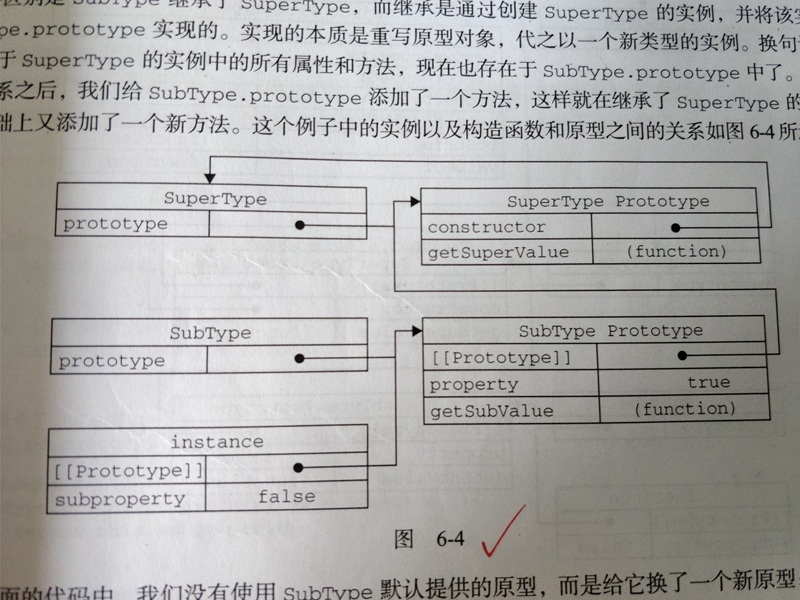 SubType 继承了 SuperType，而继承是通过创建 SuperType 的实例，并将该实
pe.prototype 实现的。实现的本质是重写原型对象，代之以一个新类型的实例。换句
于 SuperType 的实例中的所有属性和方法，现在也存在于 SubType.prototype 中了。
系之后，我们给 SubType.prototype 添加了一个方法，这样就在继承了 SuperType 的
础上又添加了一个新方法。这个例子中的实例以及构造函数和原型之间的关系如图 6-4 所
SuperType
prototype
SuperType Prototype
constructor
getSuperValue (function)
SubType
prototype
SubType Prototype
[[Prototype]]
property true
getSubValue (function)
instance
[[Prototype]]
subproperty false
图 6-4
面的代码中，我们没有使用 SubType 默认提供的原型，而是给它换了一个新原型